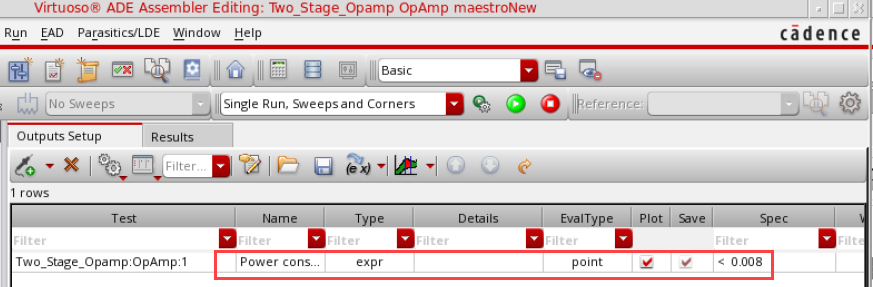 Virtuoso® ADE Assembler Editing: Two_Stage_Opamp OpAmp maestroNew
Run EAD Parasitics/LDE Window Help cādence
Basic
No Sweeps Single Run, Sweeps and Corners Reference:
Outputs Setup Results
(e x) Filter...
1 rows
Test Name Type Details EvalType Plot Save Spec
Filter Filter Filter Filter Filter Filter Filte
Two_Stage_Opamp:OpAmp:1 Power cons... expr point < 0.008